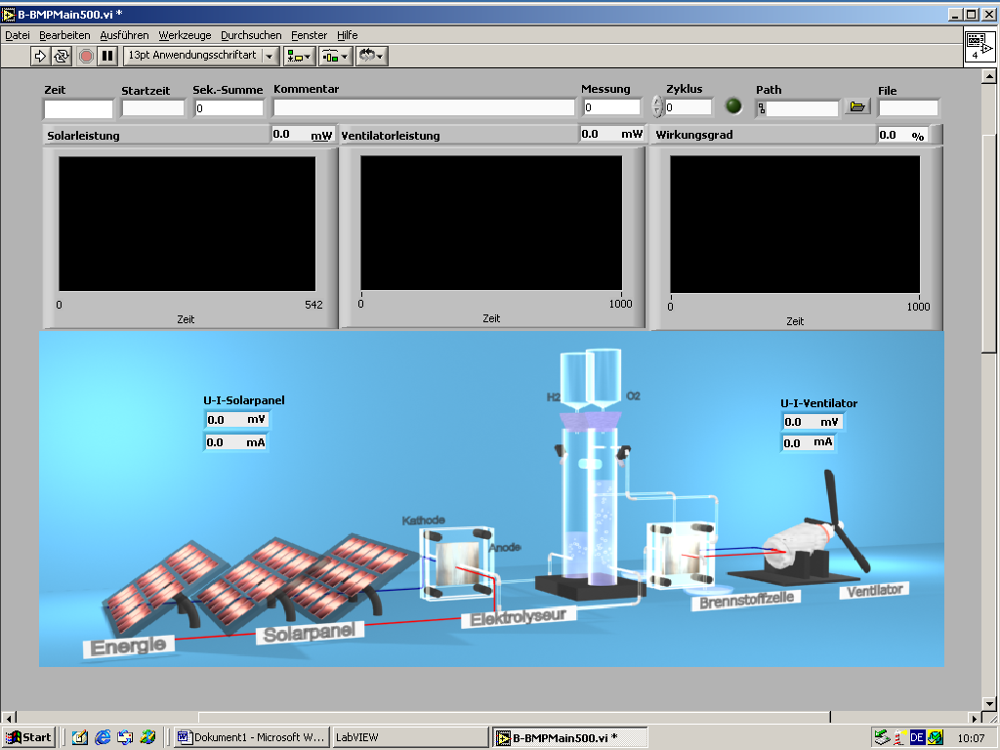 B-BMPMain500.vi *
Datei Bearbeiten Ausführen Werkzeuge Durchsuchen Fenster Hilfe
13pt Anwendungsschriftart
4
Zeit Startzeit Sek.-Summe Kommentar Messung Zyklus Path File
0 0 0
Solarleistung 0.0 mW Ventilatorleistung 0.0 mW Wirkungsgrad 0.0 %
0 542 0 1000 0 1000
Zeit Zeit Zeit
H2 O2
U-I-Solarpanel U-I-Ventilator
0.0 mV 0.0 mV
0.0 mA 0.0 mA
Kathode
Anode
Energie Solarpanel Elektrolyseur Brennstoffzelle Ventilator
Start Dokument1 - Microsoft W... LabVIEW B-BMPMain500.vi * DE 10:07